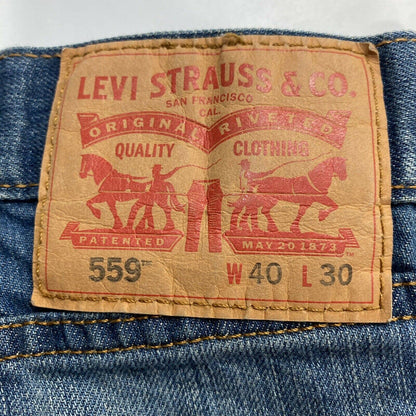 LEVI STRAUSS & CO.
SAN FRANCISCO
CAL.
ORIGINAL RIVETED
QUALITY CLOTHING
PATENTED MAY 20 1873
559™ W 40 L 30